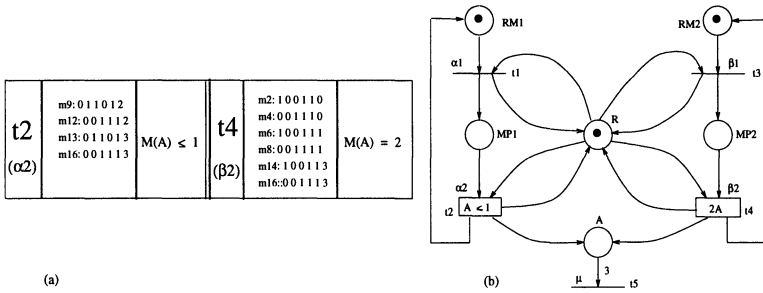 t2
(α2)
m9: 0 1 1 0 1 2
m12: 0 0 1 1 1 2
m13: 0 1 1 0 1 3
m16: 0 0 1 1 1 3
M(A) ≤ 1
t4
(β2)
m2: 1 0 0 1 1 0
m4: 0 0 1 1 1 0
m6: 1 0 0 1 1 1
m8: 0 0 1 1 1 1
m14: 1 0 0 1 1 3
m16::0 0 1 1 1 3
M(A) = 2
(a)
RM1
RM2
α1
t1
β1
t3
R
MP1
MP2
α2
β2
t2
A ≤ 1
2A
t4
A
3
μ
t5
(b)